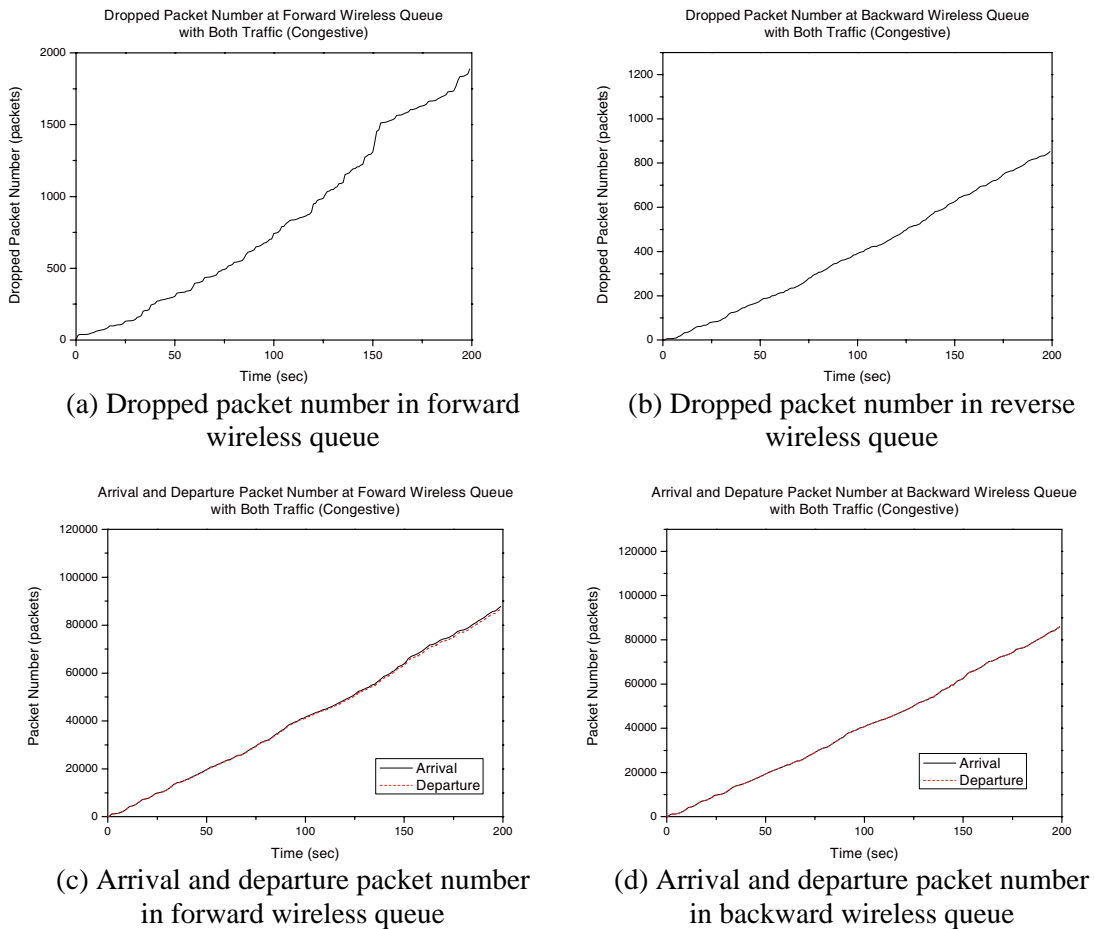 Dropped Packet Number at Forward Wireless Queue
with Both Traffic (Congestive)
2000
1750
1500
1250
1000
750
500
250
0
Dropped Packet Number (packets)
0 50 100 150 200
Time (sec)
(a) Dropped packet number in forward
wireless queue
Dropped Packet Number at Backward Wireless Queue
with Both Traffic (Congestive)
1200
1000
800
600
400
200
0
Dropped Packet Number (packets)
0 50 100 150 200
Time (sec)
(b) Dropped packet number in reverse
wireless queue
Arrival and Departure Packet Number at Foward Wireless Queue
with Both Traffic (Congestive)
120000
100000
80000
60000
40000
20000
0
Packet Number (packets)
Arrival
Departure
0 50 100 150 200
Time (sec)
(c) Arrival and departure packet number
in forward wireless queue
Arrival and Depature Packet Number at Backward Wireless Queue
with Both Traffic (Congestive)
120000
100000
80000
60000
40000
20000
0
Packet Number (packets)
Arrival
Departure
0 50 100 150 200
Time (sec)
(d) Arrival and departure packet number
in backward wireless queue